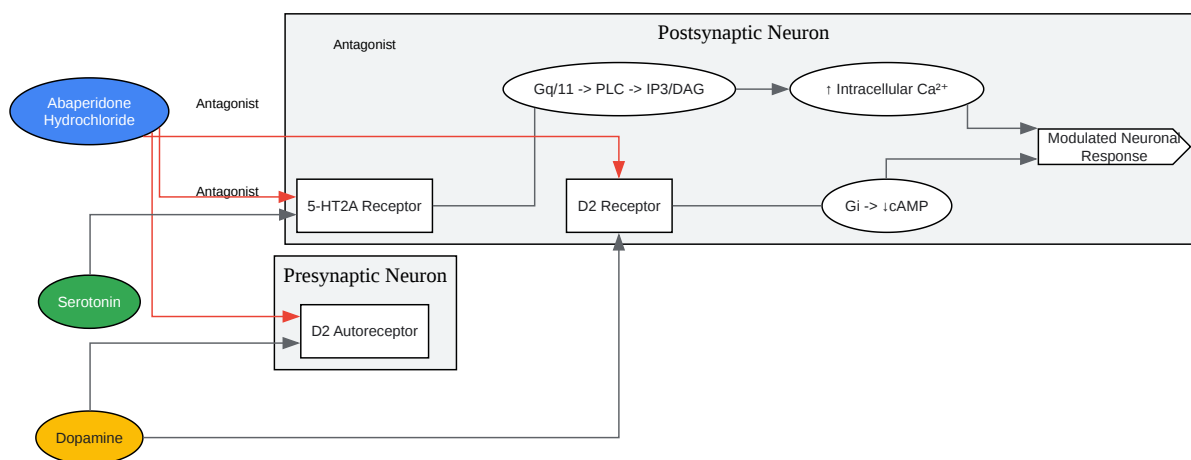 Postsynaptic Neuron
Antagonist
Gq/11 -> PLC -> IP3/DAG
↑ Intracellular Ca²⁺
Abaperidone
Hydrochloride
Antagonist
Modulated Neuronal
Response
Antagonist
5-HT2A Receptor
D2 Receptor
Gi -> ↓cAMP
Presynaptic Neuron
Serotonin
D2 Autoreceptor
Dopamine